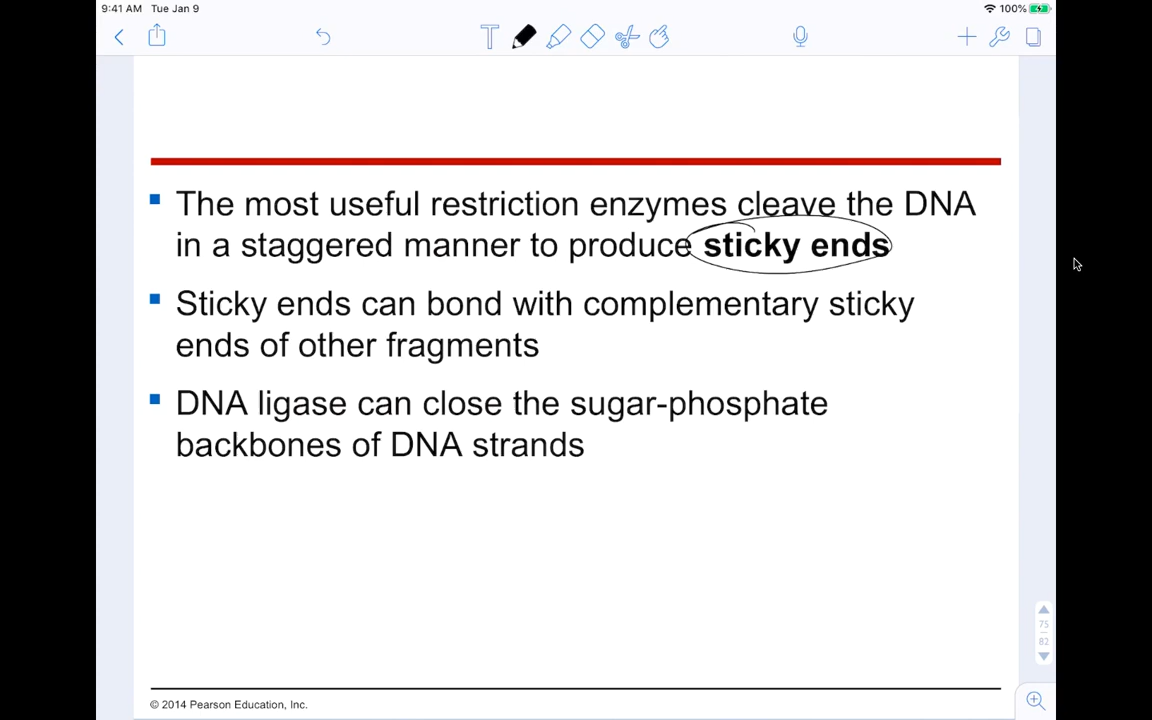 9:41 AM Tue Jan 9
100%
T
The most useful restriction enzymes cleave the DNA
in a staggered manner to produce sticky ends
Sticky ends can bond with complementary sticky
ends of other fragments
DNA ligase can close the sugar-phosphate
backbones of DNA strands
75
82
© 2014 Pearson Education, Inc.